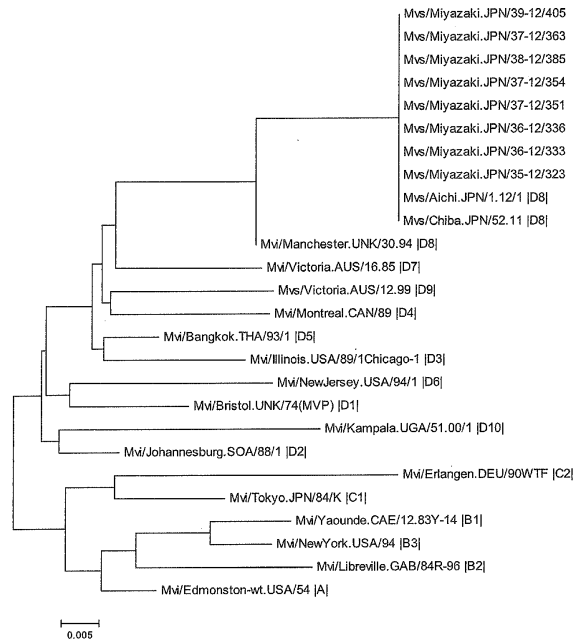 Mvs/Miyazaki.JPN/39-12/405
Mvs/Miyazaki.JPN/37-12/363
Mvs/Miyazaki.JPN/38-12/385
Mvs/Miyazaki.JPN/37-12/354
Mvs/Miyazaki.JPN/37-12/351
Mvs/Miyazaki.JPN/36-12/336
Mvs/Miyazaki.JPN/36-12/333
Mvs/Miyazaki.JPN/35-12/323
Mvs/Aichi.JPN/1.12/1 |D8|
Mvs/Chiba.JPN/52.11 |D8|
Mvi/Manchester.UNK/30.94 |D8|
Mvi/Victoria.AUS/16.85 |D7|
Mvs/Victoria.AUS/12.99 |D9|
Mvi/Montreal.CAN/89 |D4|
Mvi/Bangkok.THA/93/1 |D5|
Mvi/Illinois.USA/89/1Chicago-1 |D3|
Mvi/NewJersey.USA/94/1 |D6|
Mvi/Bristol.UNK/74(MVP) |D1|
Mvi/Kampala.UGA/51.00/1 |D10|
Mvi/Johannesburg.SOA/88/1 |D2|
Mvi/Erlangen.DEU/90WTF |C2|
Mvi/Tokyo.JPN/84/K |C1|
Mvi/Yaounde.CAE/12.83Y-14 |B1|
Mvi/NewYork.USA/94 |B3|
Mvi/Libreville.GAB/84R-96 |B2|
Mvi/Edmonston-wt.USA/54 |A|
0.005